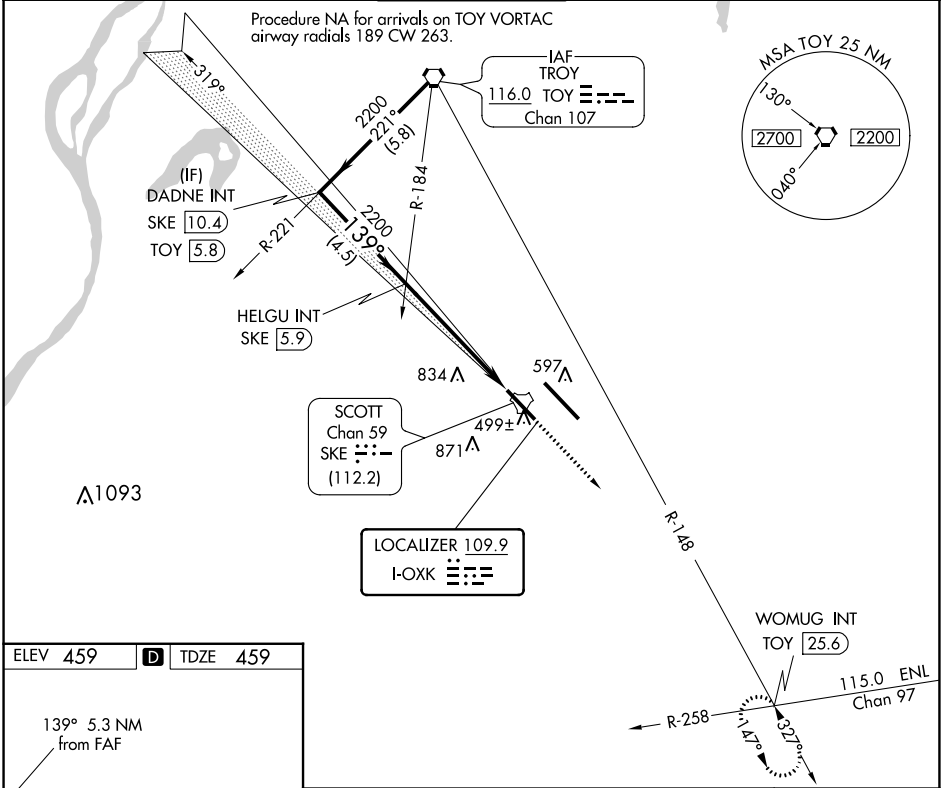 Procedure NA for arrivals on TOY VORTAC
airway radials 189 CW 263.
IAF
TROY
116.0 TOY
Chan 107
MSA TOY 25 NM
130°
2700
2200
040°
319°
2200
221°
(5.8)
R-184
(IF)
DADNE INT
SKE 10.4
TOY 5.8
R-221
2200
139°
(4.5)
HELGU INT
SKE 5.9
834
597
499±
871
SCOTT
Chan 59
SKE
(112.2)
1093
LOCALIZER 109.9
I-OXK
R-148
WOMUG INT
TOY 25.6
115.0 ENL
Chan 97
R-258
147°
327°
ELEV 459 D TDZE 459
139° 5.3 NM
from FAF